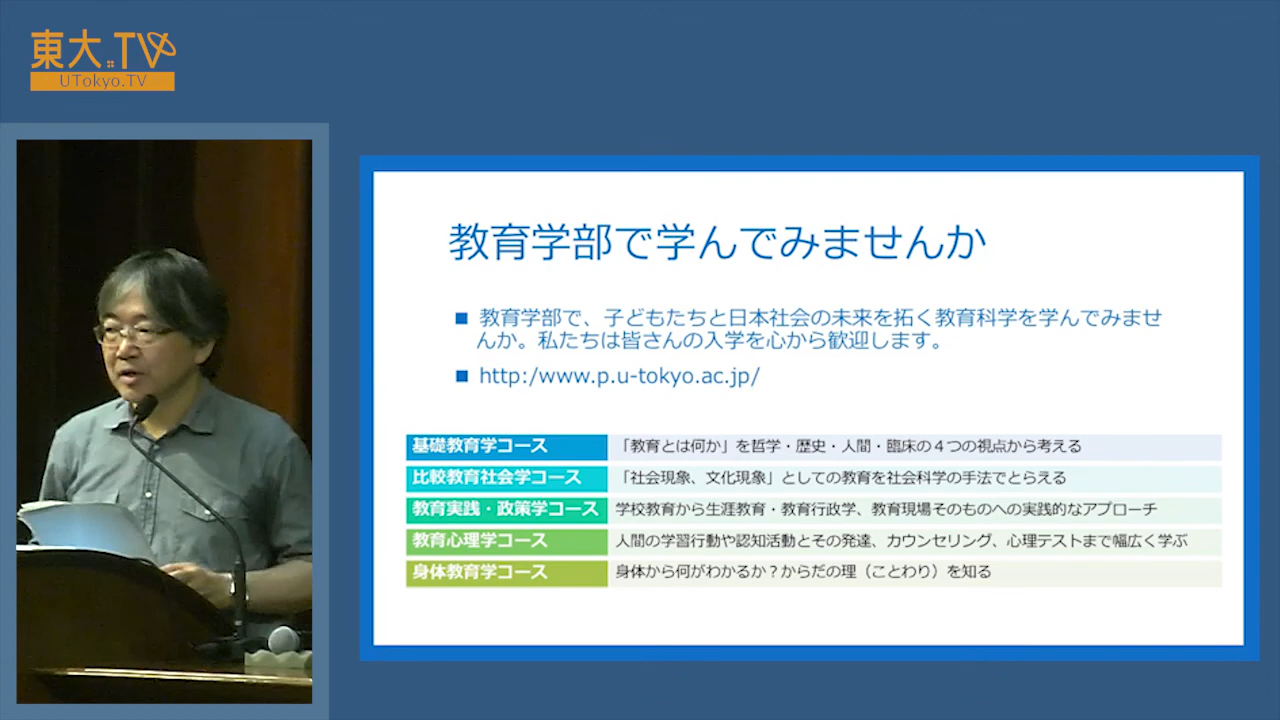 東大.TV
UTokyo.TV
教育学部で学んでみませんか
■ 教育学部で、子どもたちと日本社会の未来を拓く教育科学を学んでみませ
んか。私たちは皆さんの入学を心から歓迎します。
■ http:/www.p.u-tokyo.ac.jp/
基礎教育学コース 「教育とは何か」を哲学・歴史・人間・臨床の４つの視点から考える
比較教育社会学コース 「社会現象、文化現象」としての教育を社会科学の手法でとらえる
教育実践・政策学コース 学校教育から生涯教育・教育行政学、教育現場そのものへの実践的なアプローチ
教育心理学コース 人間の学習行動や認知活動とその発達、カウンセリング、心理テストまで幅広く学ぶ
身体教育学コース 身体から何がわかるか？からだの理（ことわり）を知る